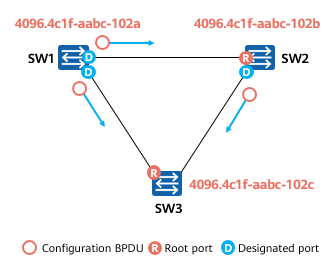 4096.4c1f-aabc-102a
4096.4c1f-aabc-102b
SW1
D
D
R
D
SW2
R
4096.4c1f-aabc-102c
SW3
Configuration BPDU
R Root port
D Designated port